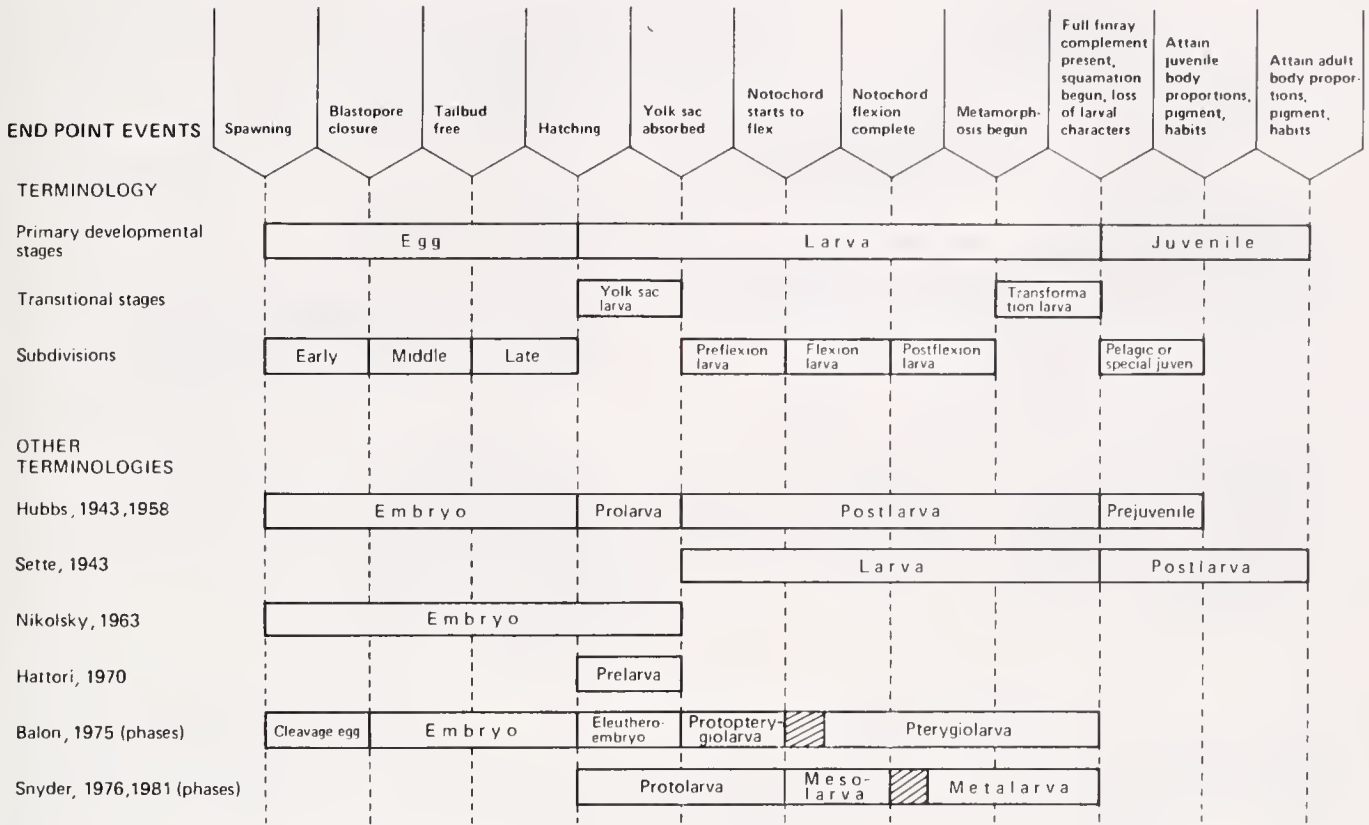 END POINT EVENTS
Spawning
Blastopore
closure
Tailbud
free
Hatching
Yolk sac
absorbed
Notochord
starts to
flex
Notochord
flexion
complete
Metamorph-
osis begun
Full finray
complement
present,
squamation
begun, loss
of larval
characters
Attain
juvenile
body
proportions,
pigment,
habits
Attain adult
body propor-
tions,
pigment,
habits
TERMINOLOGY
Primary developmental
stages
Egg
Larva
Juvenile
Transitional stages
Yolk sac
larva
Transforma
tion larva
Subdivisions
Early
Middle
Late
Preflexion
larva
Flexion
larva
Postflexion
larva
Pelagic or
special juven
OTHER
TERMINOLOGIES
Hubbs, 1943,1958
Embryo
Prolarva
Postlarva
Prejuvenile
Sette, 1943
Larva
Postlarva
Nikolsky, 1963
Embryo
Hattori, 1970
Prelarva
Balon, 1975 (phases)
Cleavage egg
Embryo
Eleuthero-
embryo
Protoptery-
giolarva
Pterygiolarva
Snyder, 1976,1981 (phases)
Protolarva
Meso-
larva
Metalarva